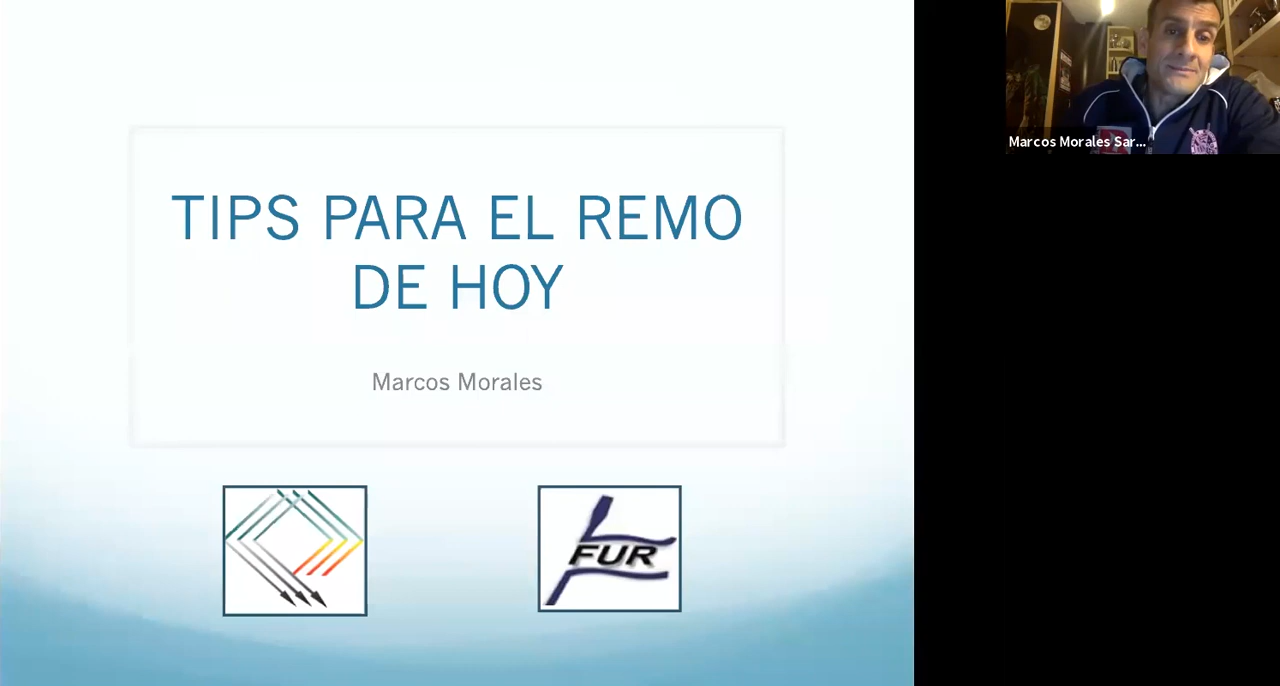 TIPS PARA EL REMO
DE HOY
Marcos Morales
FUR
Marcos Morales Sar...